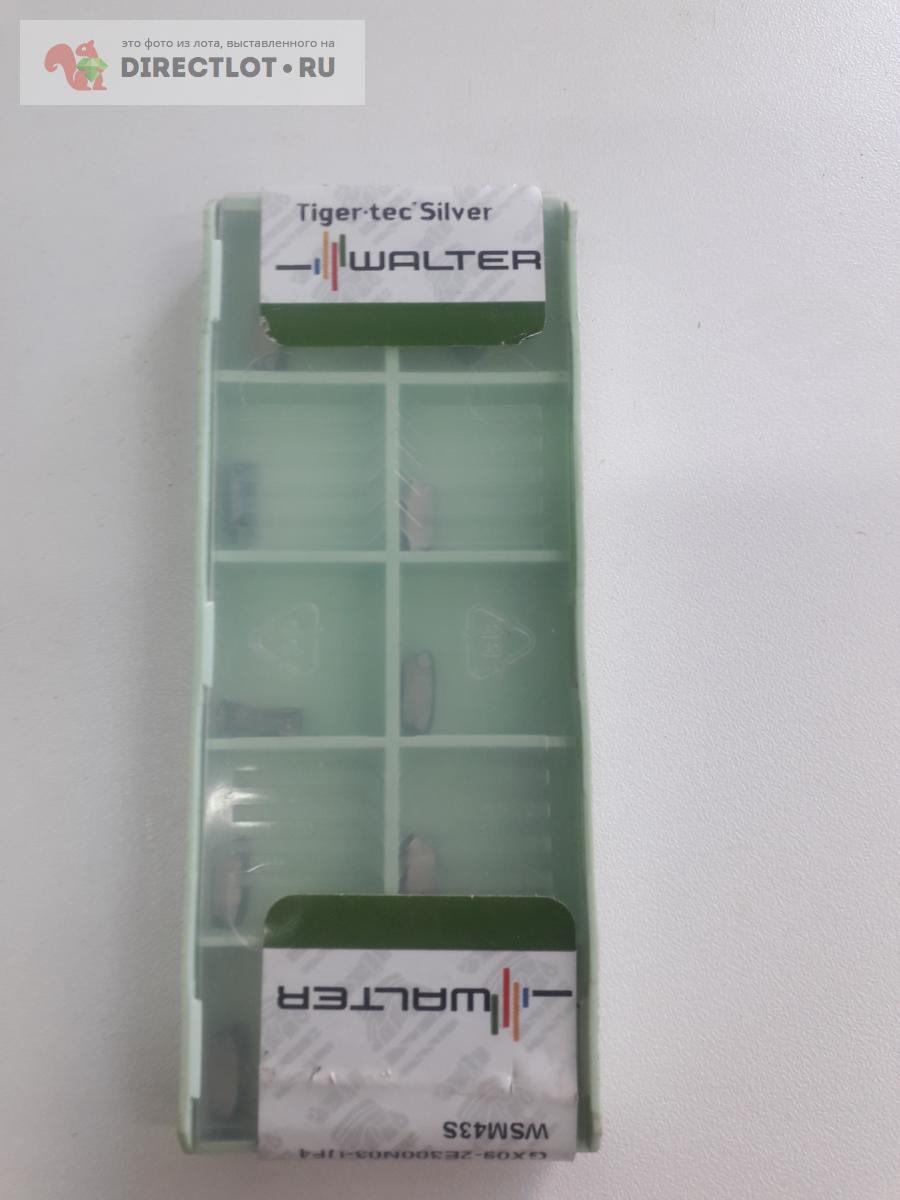 это фото из лота, выставленного на
DIRECTLOT•RU
Tiger·tec®Silver
WALTER
WALTER
WSM43S
GX09-2E300N03-UF4